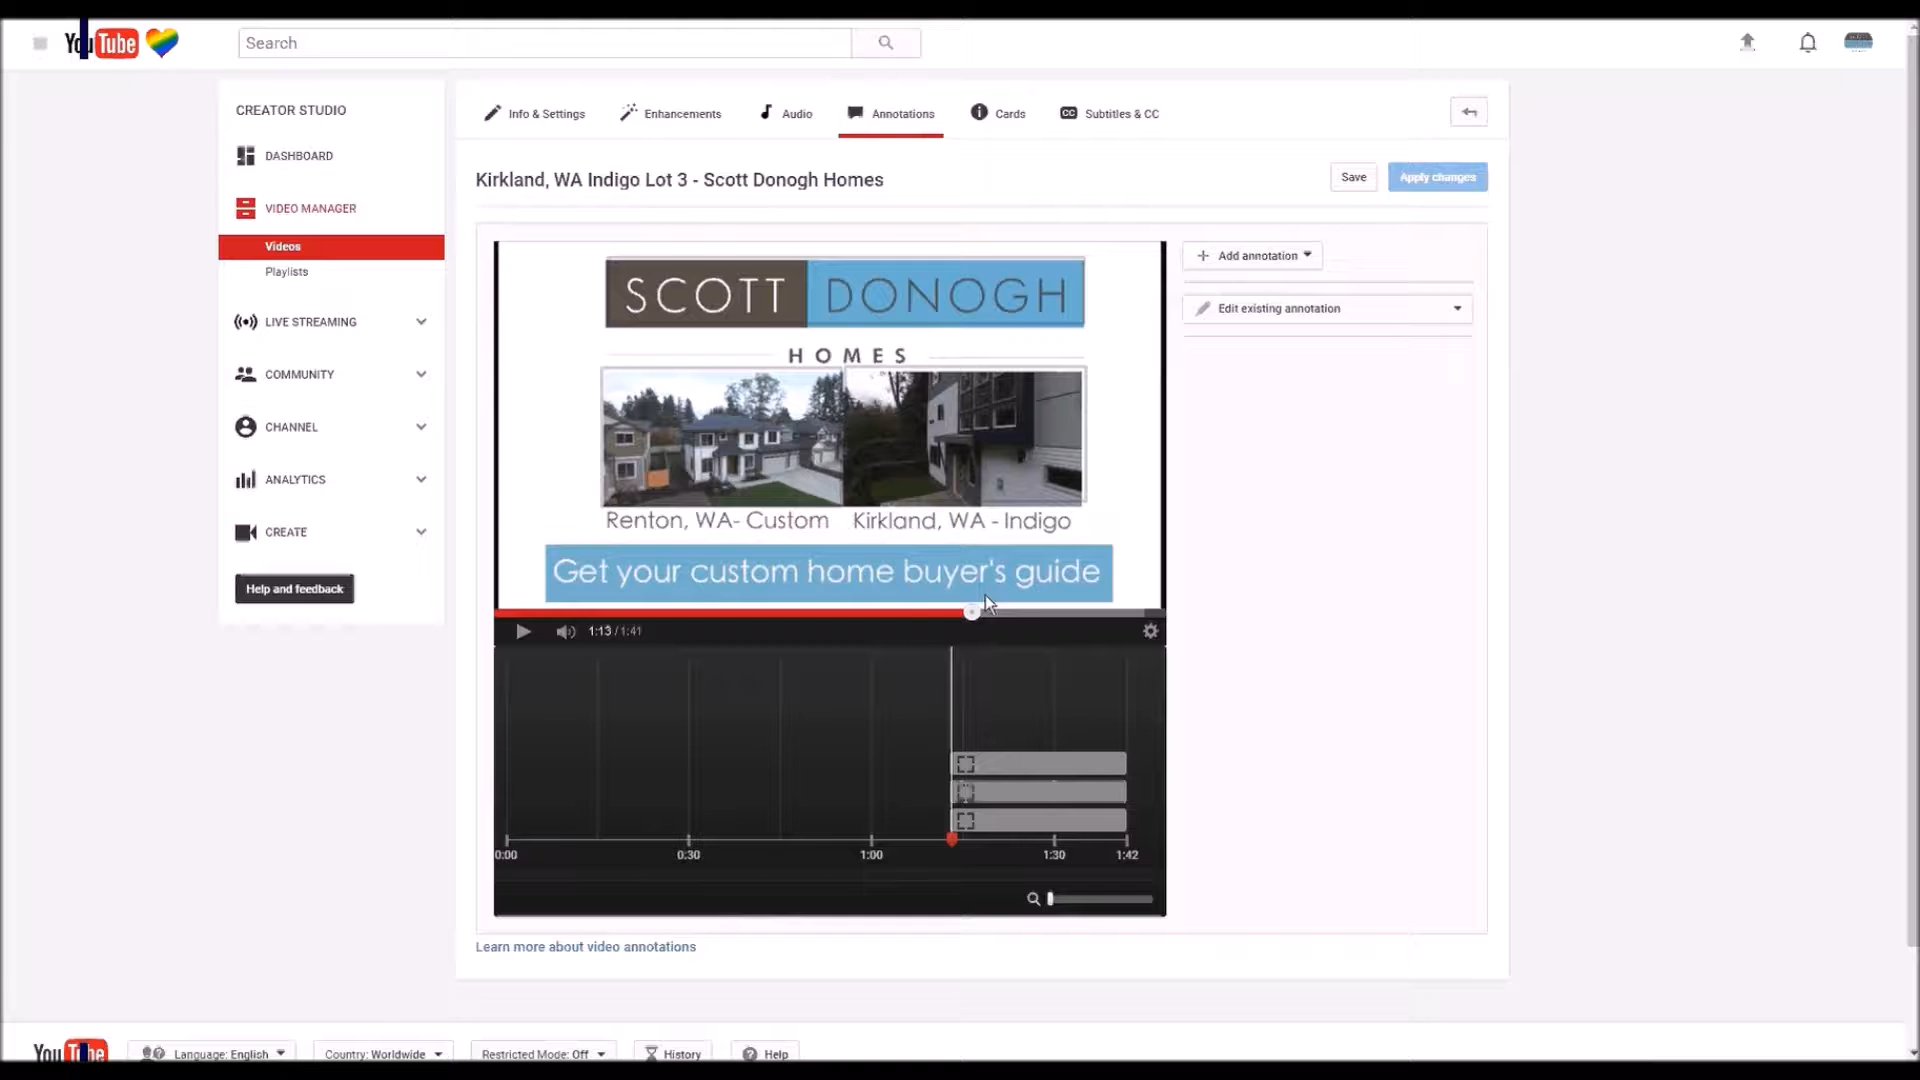 YouTube
Search
CREATOR STUDIO
DASHBOARD
VIDEO MANAGER
Videos
Playlists
LIVE STREAMING
COMMUNITY
CHANNEL
ANALYTICS
CREATE
Help and feedback
Info & Settings
Enhancements
Audio
Annotations
Cards
CC Subtitles & CC
Kirkland, WA Indigo Lot 3 - Scott Donogh Homes
Save
Apply changes
SCOTT DONOGH
HOMES
Renton, WA- Custom
Kirkland, WA - Indigo
Get your custom home buyer's guide
1:13 / 1:41
+ Add annotation
Edit existing annotation
0:00
0:30
1:00
1:30
1:42
Learn more about video annotations
YouTube
Language: English
Country: Worldwide
Restricted Mode: Off
History
Help